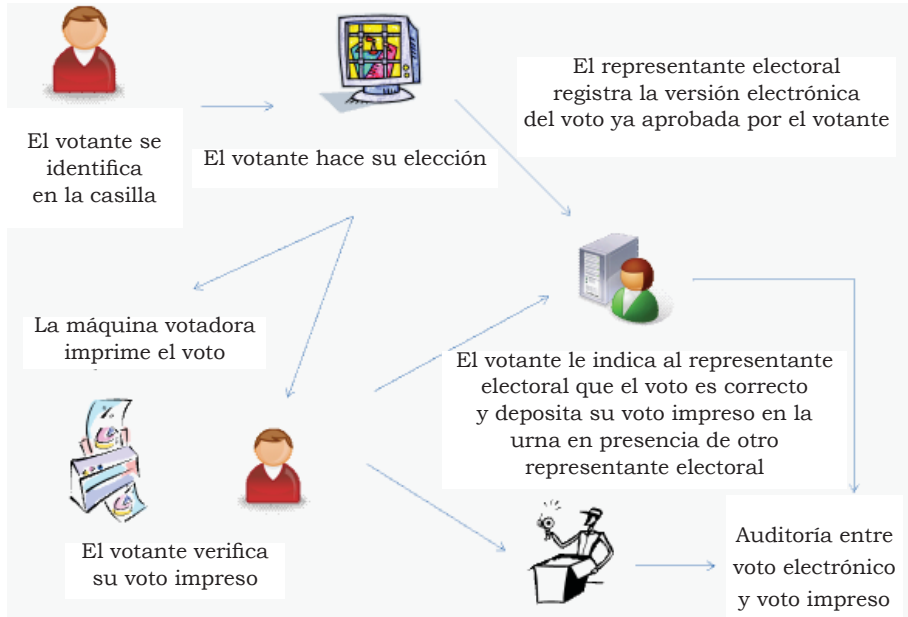 El votante se
identifica
en la casilla
El votante hace su elección
El representante electoral
registra la versión electrónica
del voto ya aprobada por el votante
La máquina votadora
imprime el voto
El votante verifica
su voto impreso
El votante le indica al representante
electoral que el voto es correcto
y deposita su voto impreso en la
urna en presencia de otro
representante electoral
Auditoría entre
voto electrónico
y voto impreso